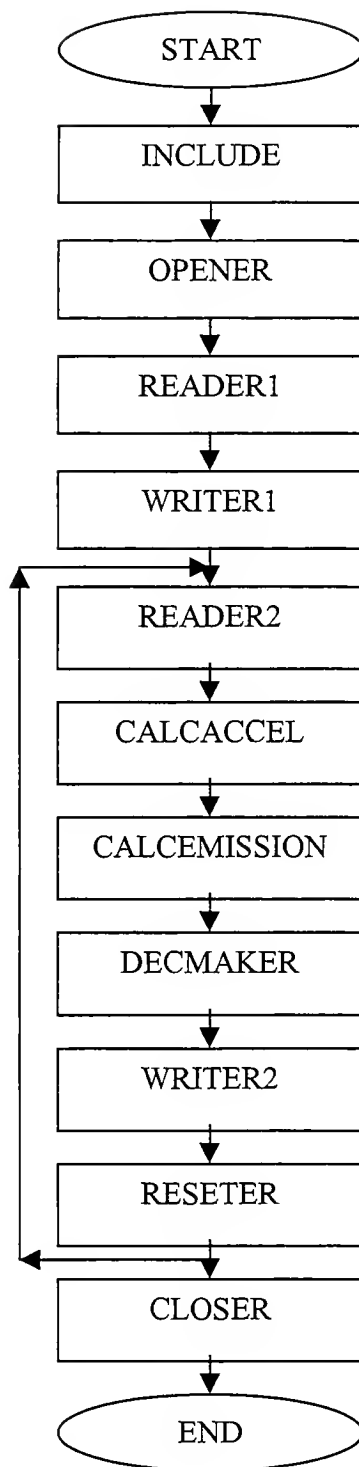 START
INCLUDE
OPENER
READER1
WRITER1
READER2
CALCACCEL
CALCEMISSION
DECMAKER
WRITER2
RESETER
CLOSER
END